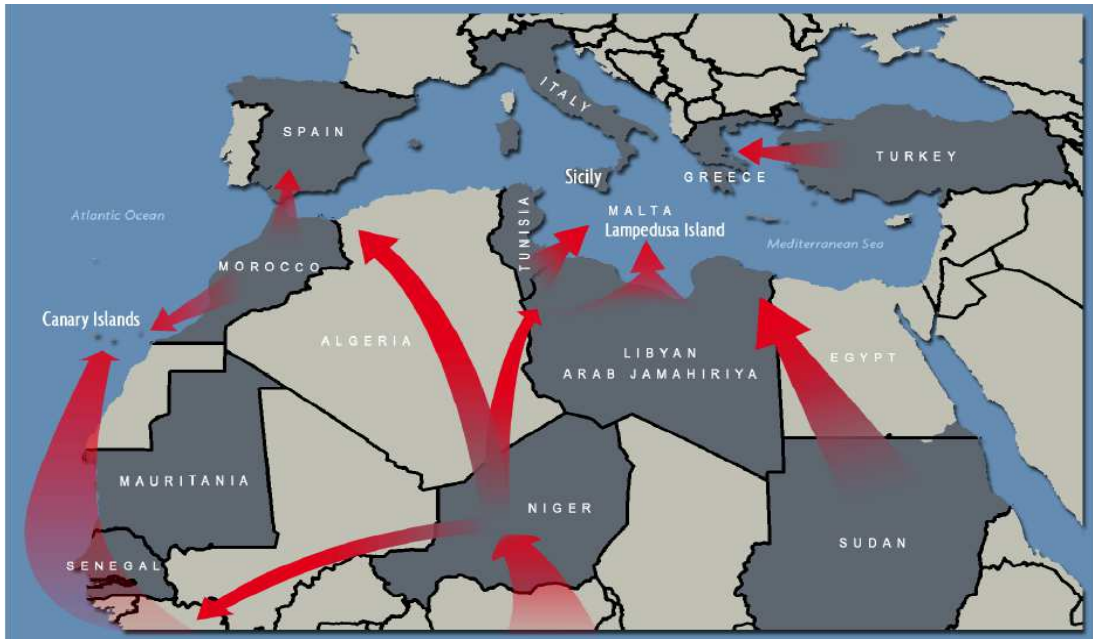 ITALY
SPAIN
TURKEY
Sicily
GREECE
Atlantic Ocean
MALTA
Lampedusa Island
TUNISIA
Mediterranean Sea
MOROCCO
Canary Islands
ALGERIA
LIBYAN
ARAB JAMAHIRIYA
EGYPT
MAURITANIA
NIGER
SUDAN
SENEGAL